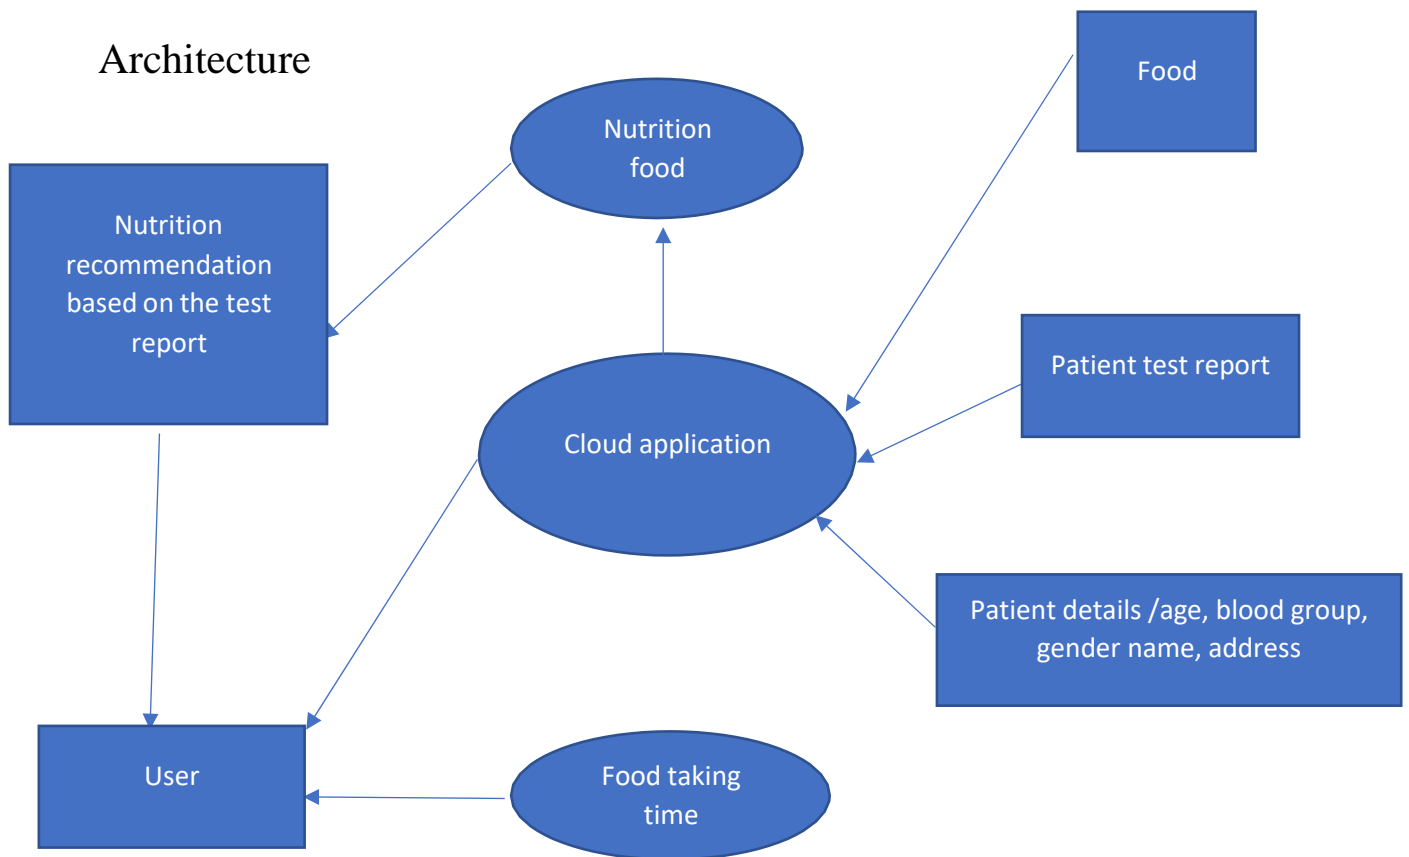 Architecture
Food
Nutrition
food
Nutrition
recommendation
based on the test
report
Patient test report
Cloud application
Patient details /age, blood group,
gender name, address
User
Food taking
time